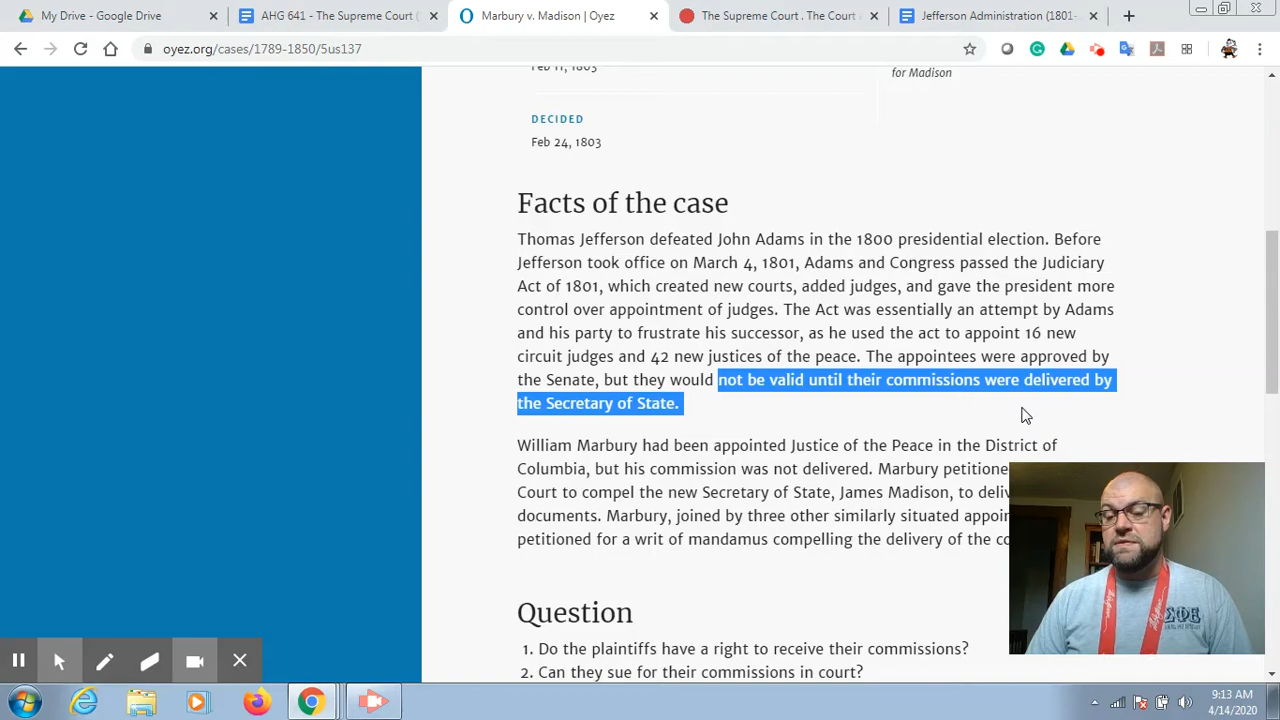 My Drive - Google Drive
AHG 641 - The Supreme Court (
Marbury v. Madison | Oyez
The Supreme Court . The Court
Jefferson Administration (1801-
oyez.org/cases/1789-1850/5us137
Feb 11, 1803
for Madison
DECIDED
Feb 24, 1803
Facts of the case
Thomas Jefferson defeated John Adams in the 1800 presidential election. Before
Jefferson took office on March 4, 1801, Adams and Congress passed the Judiciary
Act of 1801, which created new courts, added judges, and gave the president more
control over appointment of judges. The Act was essentially an attempt by Adams
and his party to frustrate his successor, as he used the act to appoint 16 new
circuit judges and 42 new justices of the peace. The appointees were approved by
the Senate, but they would not be valid until their commissions were delivered by
the Secretary of State.
William Marbury had been appointed Justice of the Peace in the District of
Columbia, but his commission was not delivered. Marbury petitione
Court to compel the new Secretary of State, James Madison, to deliv
documents. Marbury, joined by three other similarly situated appoin
petitioned for a writ of mandamus compelling the delivery of the co
Question
1. Do the plaintiffs have a right to receive their commissions?
2. Can they sue for their commissions in court?
ΣΦΕ
9:13 AM
4/14/2020